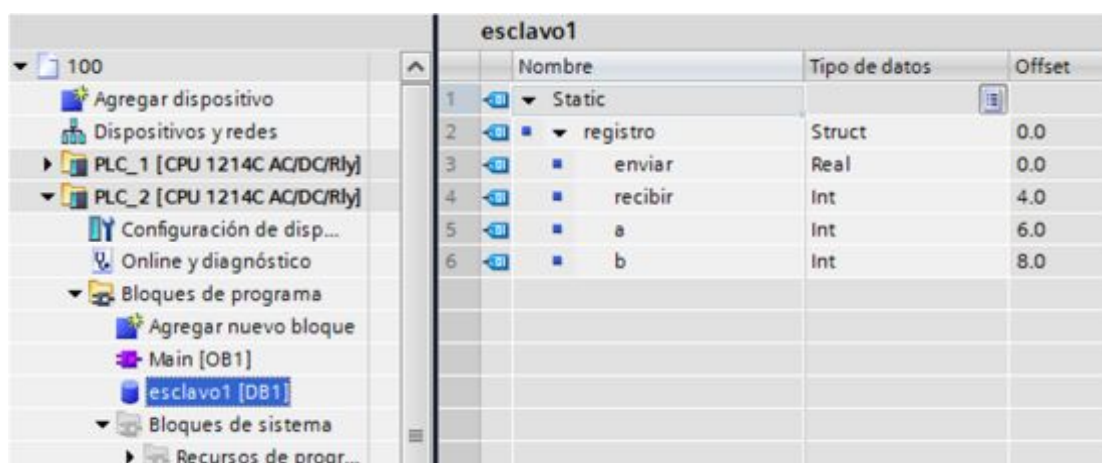 esclavo1
Nombre Tipo de datos Offset
100
Agregar dispositivo
Dispositivos y redes
PLC_1 [CPU 1214C AC/DC/Rly]
PLC_2 [CPU 1214C AC/DC/Rly]
Configuración de disp...
Online y diagnóstico
Bloques de programa
Agregar nuevo bloque
Main [OB1]
esclavo1 [DB1]
Bloques de sistema
Recursos de progr...
1 Static
2 registro Struct 0.0
3 enviar Real 0.0
4 recibir Int 4.0
5 a Int 6.0
6 b Int 8.0